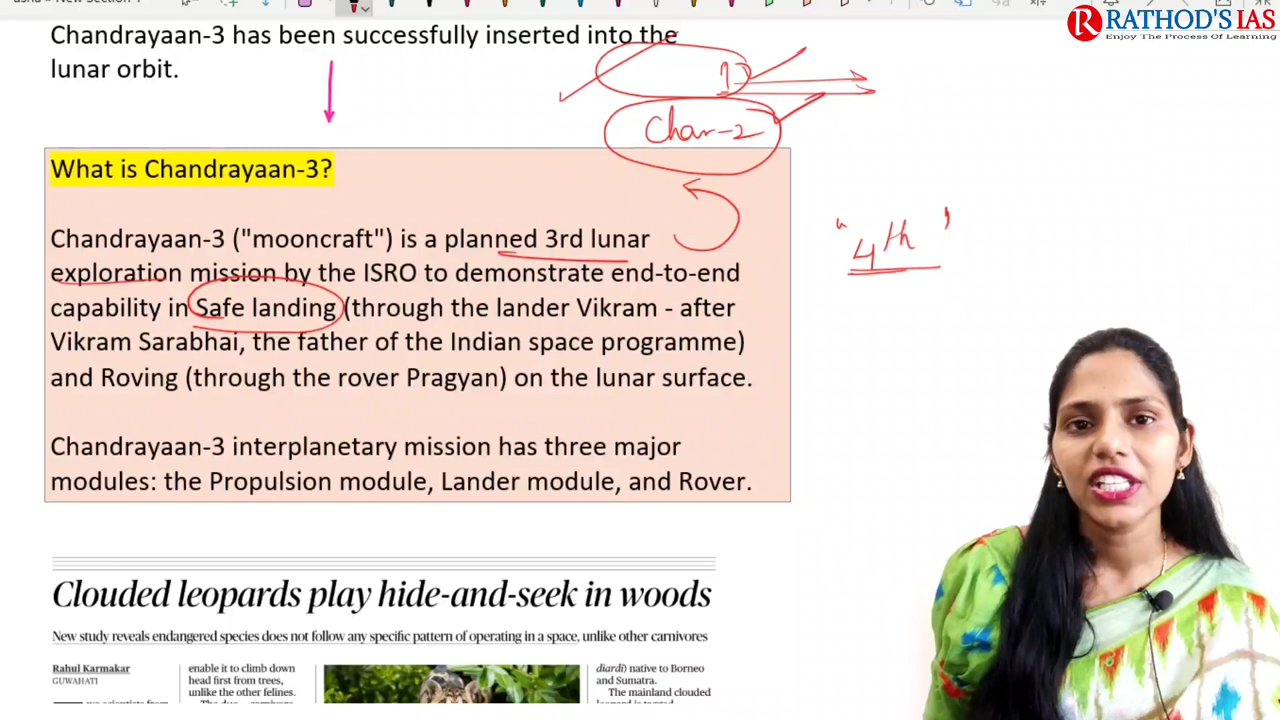 RATHOD'S IAS
Enjoy The Process Of Learning
Chandrayaan-3 has been successfully inserted into the
lunar orbit.
1
Char-2
What is Chandrayaan-3?
Chandrayaan-3 ("mooncraft") is a planned 3rd lunar
exploration mission by the ISRO to demonstrate end-to-end
capability in Safe landing (through the lander Vikram - after
Vikram Sarabhai, the father of the Indian space programme)
and Roving (through the rover Pragyan) on the lunar surface.
"4th'
Chandrayaan-3 interplanetary mission has three major
modules: the Propulsion module, Lander module, and Rover.
Clouded leopards play hide-and-seek in woods
New study reveals endangered species does not follow any specific pattern of operating in a space, unlike other carnivores
Rahul Karmakar
GUWAHATI
enable it to climb down
head first from trees,
unlike the other felines.
diardi) native to Borneo
and Sumatra.
The mainland clouded